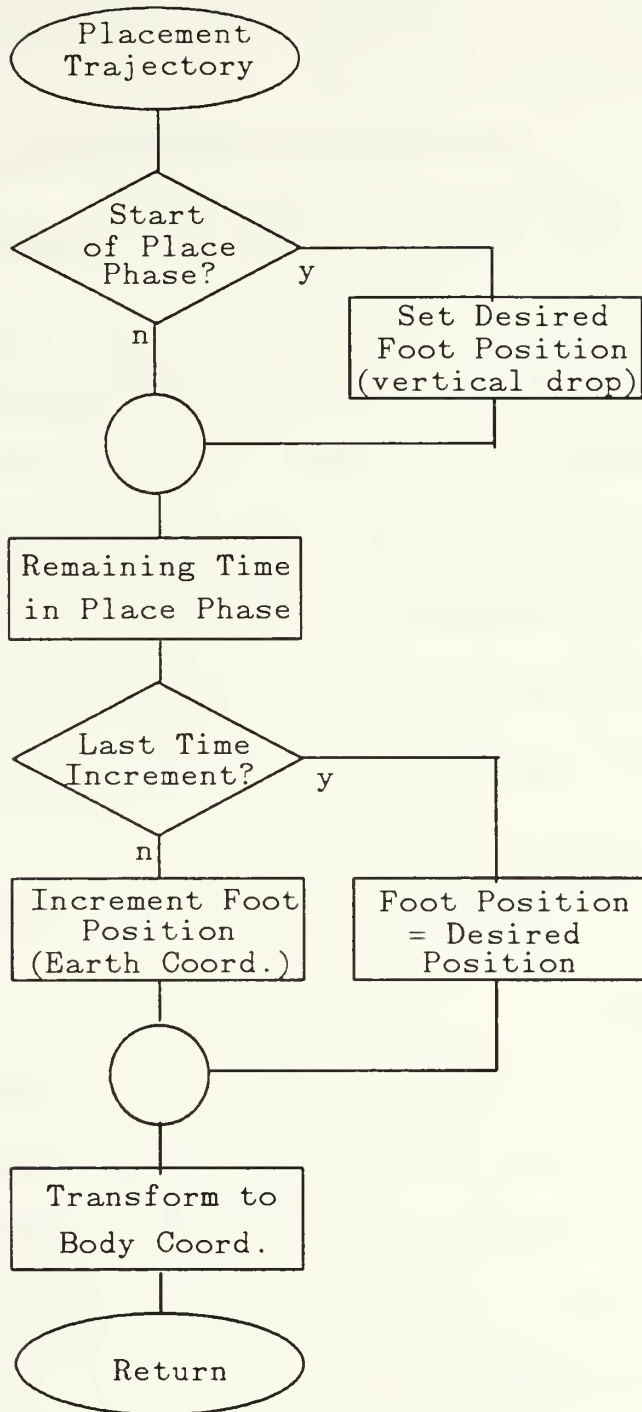 Placement
Trajectory
Start
of Place
Phase?
y
n
Set Desired
Foot Position
(vertical drop)
Remaining Time
in Place Phase
Last Time
Increment?
y
n
Increment Foot
Position
(Earth Coord.)
Foot Position
= Desired
Position
Transform to
Body Coord.
Return